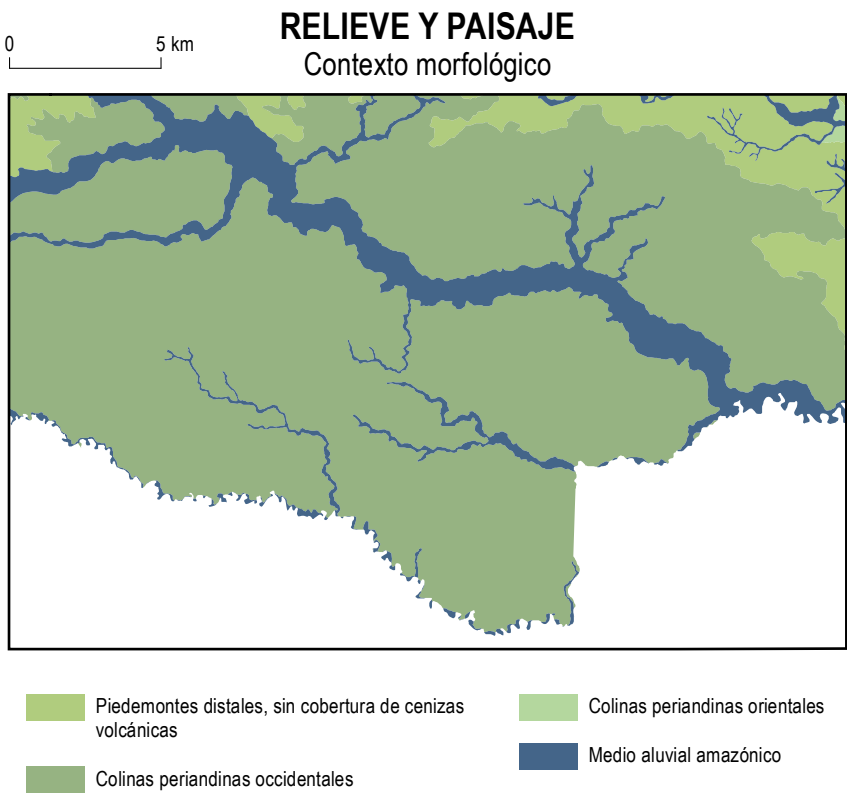 RELIEVE Y PAISAJE
Contexto morfológico
0 5 km
Piedemontes distales, sin cobertura de cenizas
volcánicas
Colinas periandinas occidentales
Colinas periandinas orientales
Medio aluvial amazónico